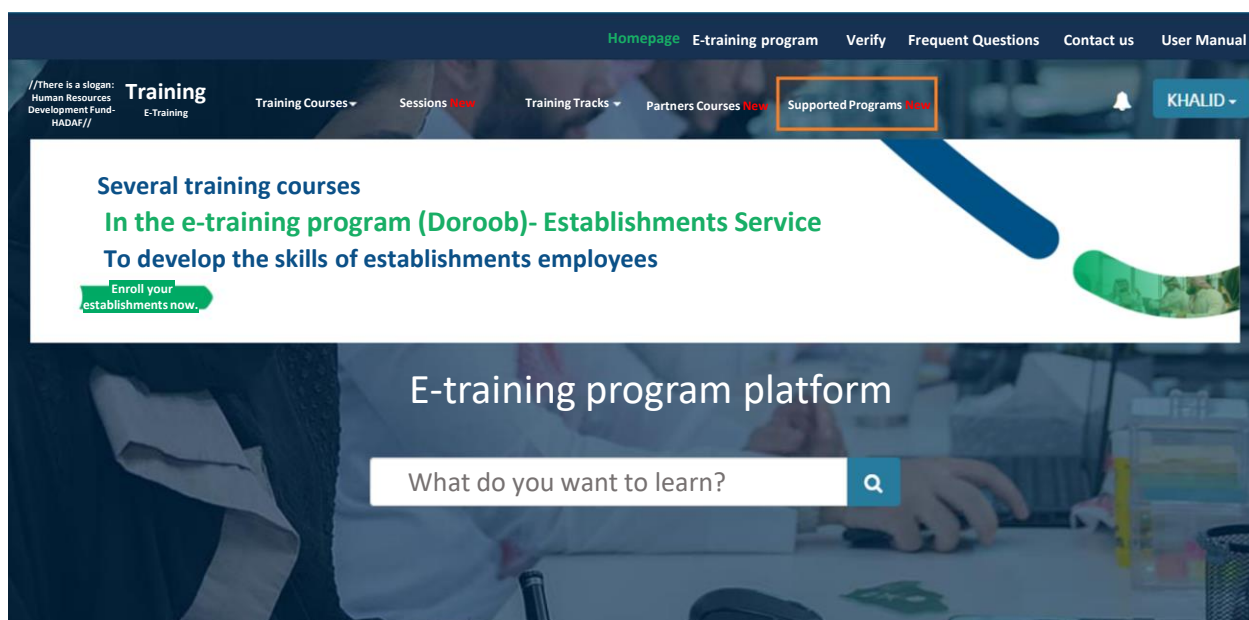 Homepage E-training program Verify Frequent Questions Contact us User Manual
//There is a slogan:
Human Resources
Development Fund-
HADAF//
Training
E-Training
Training Courses
Sessions New
Training Tracks
Partners Courses New
Supported Programs New
KHALID
Several training courses
In the e-training program (Doroob)- Establishments Service
To develop the skills of establishments employees
Enroll your
establishments now.
E-training program platform
What do you want to learn?